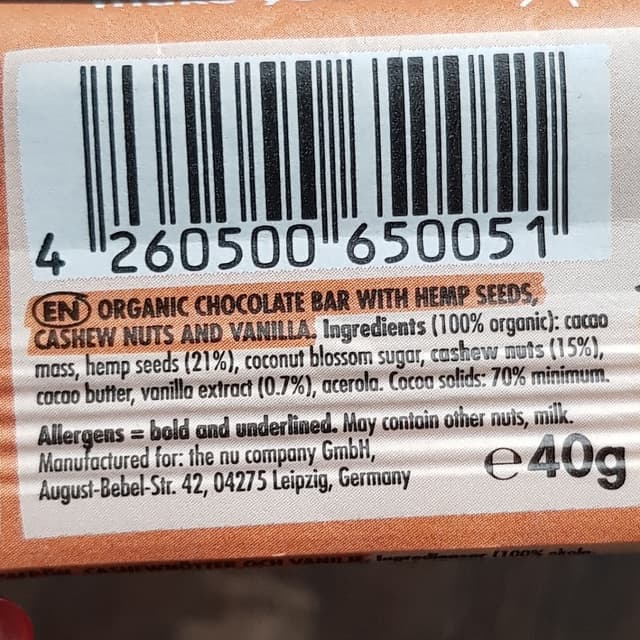 4 260500 650051
EN ORGANIC CHOCOLATE BAR WITH HEMP SEEDS,
CASHEW NUTS AND VANILLA. Ingredients (100% organic): cacao
mass, hemp seeds (21%), coconut blossom sugar, cashew nuts (15%),
cacao butter, vanilla extract (0.7%), acerola. Cocoa solids: 70% minimum.
Allergens = bold and underlined. May contain other nuts, milk.
Manufactured for: the nu company GmbH,
August-Bebel-Str. 42, 04275 Leipzig, Germany
e40g
CASHEWNÖTTER OCH VANILJ